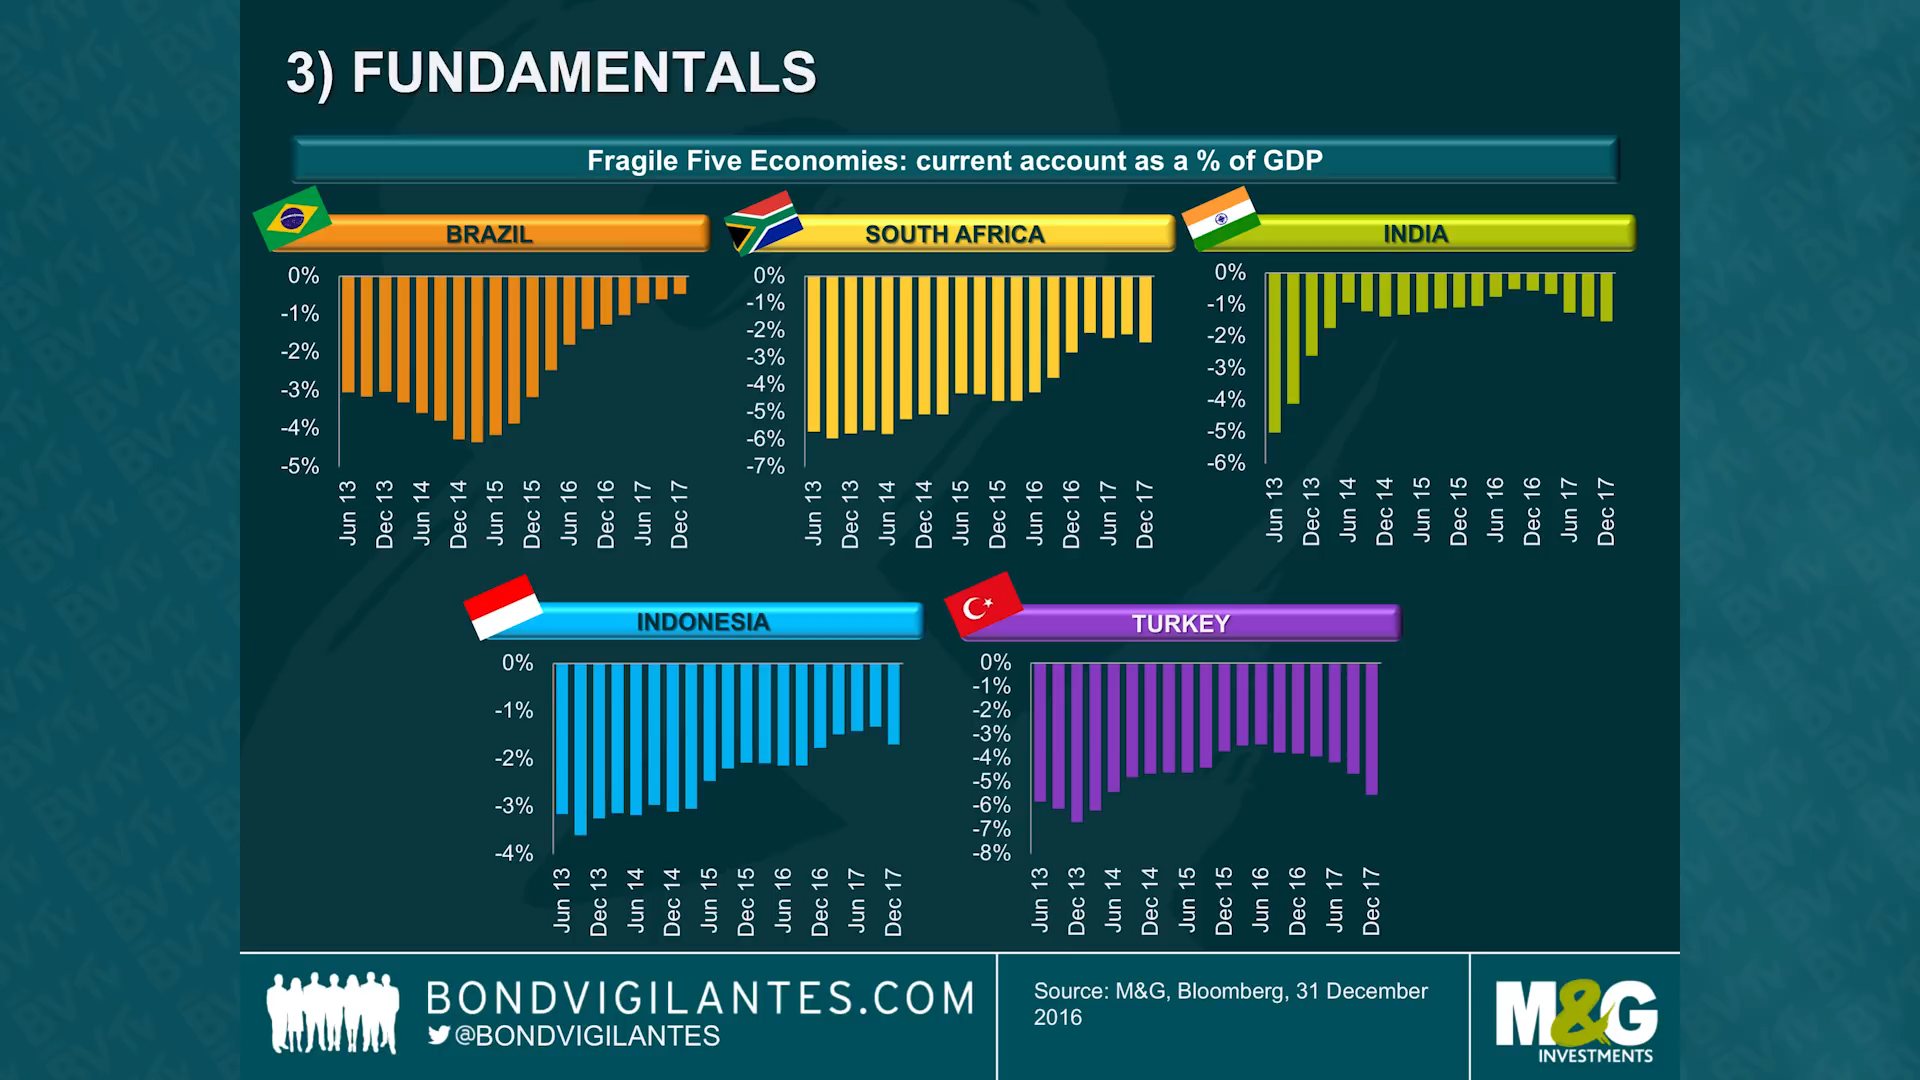 3) FUNDAMENTALS
Fragile Five Economies: current account as a % of GDP
BRAZIL
0%
-1%
-2%
-3%
-4%
-5%
Jun 13
Dec 13
Jun 14
Dec 14
Jun 15
Dec 15
Jun 16
Dec 16
Jun 17
Dec 17
SOUTH AFRICA
0%
-1%
-2%
-3%
-4%
-5%
-6%
-7%
Jun 13
Dec 13
Jun 14
Dec 14
Jun 15
Dec 15
Jun 16
Dec 16
Jun 17
Dec 17
INDIA
0%
-1%
-2%
-3%
-4%
-5%
-6%
Jun 13
Dec 13
Jun 14
Dec 14
Jun 15
Dec 15
Jun 16
Dec 16
Jun 17
Dec 17
INDONESIA
0%
-1%
-2%
-3%
-4%
Jun 13
Dec 13
Jun 14
Dec 14
Jun 15
Dec 15
Jun 16
Dec 16
Jun 17
Dec 17
TURKEY
0%
-1%
-2%
-3%
-4%
-5%
-6%
-7%
-8%
Jun 13
Dec 13
Jun 14
Dec 14
Jun 15
Dec 15
Jun 16
Dec 16
Jun 17
Dec 17
BONDVIGILANTES.COM
@BONDVIGILANTES
Source: M&G, Bloomberg, 31 December
2016
M&G
INVESTMENTS